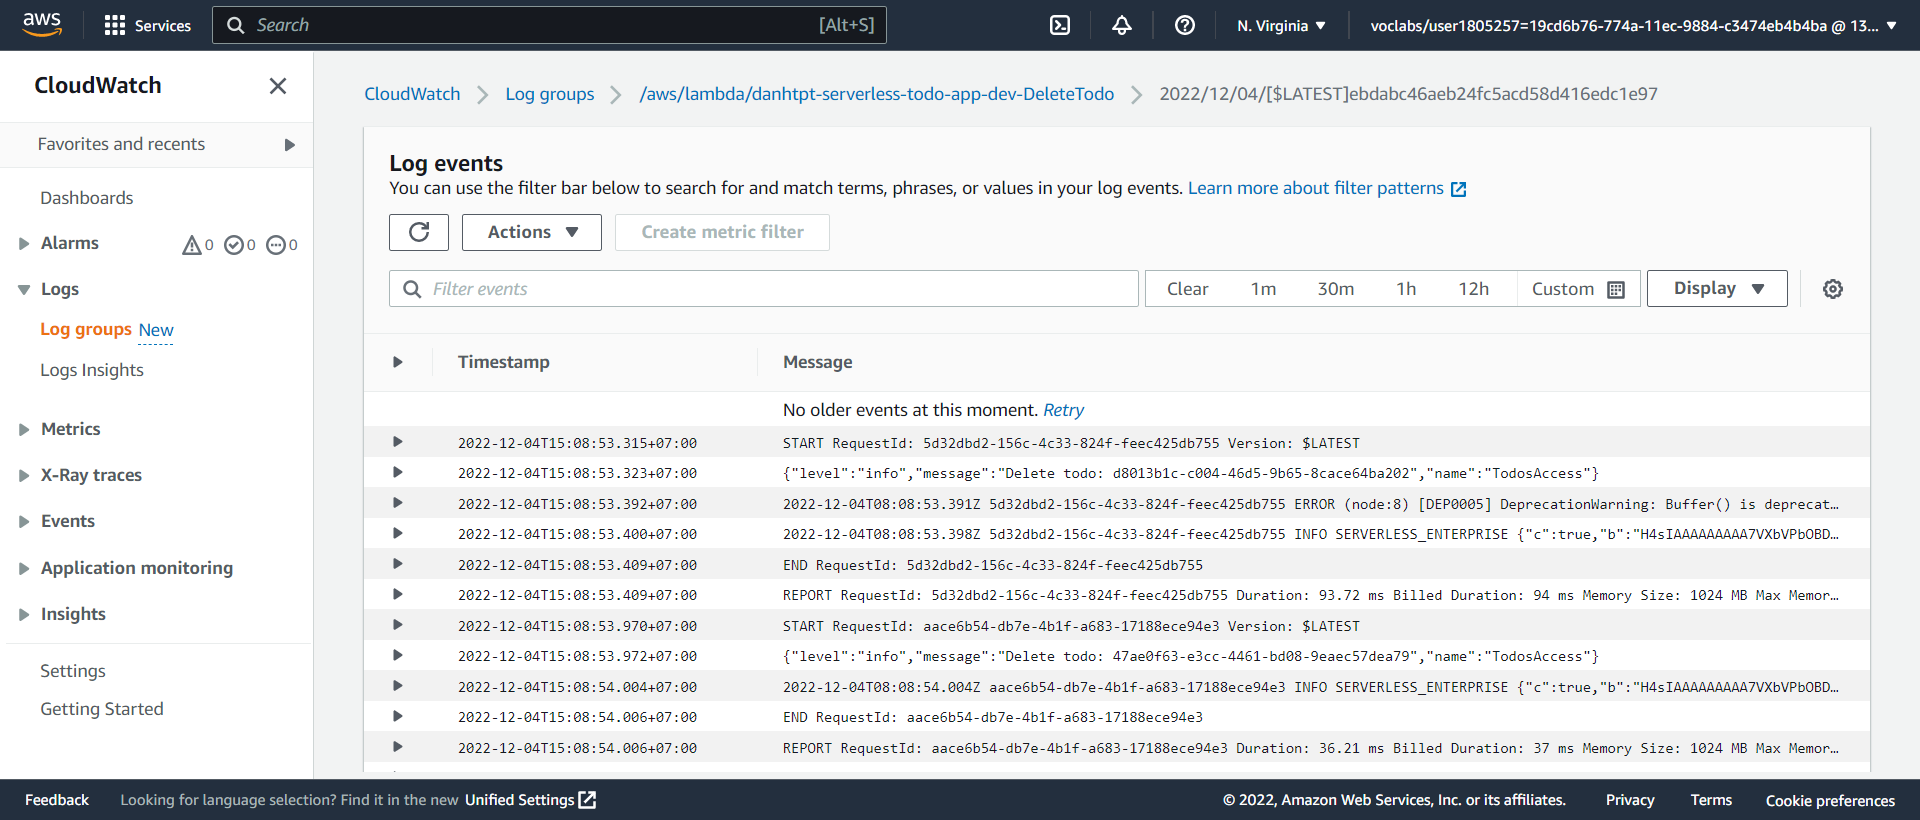 aws Services Search [Alt+S] N. Virginia voclabs/user1805257=19cd6b76-774a-11ec-9884-c3474eb4b4ba @ 13...
CloudWatch
Favorites and recents
Dashboards
Alarms 0 0 0
Logs
Log groups New
Logs Insights
Metrics
X-Ray traces
Events
Application monitoring
Insights
Settings
Getting Started
CloudWatch Log groups /aws/lambda/danhtpt-serverless-todo-app-dev-DeleteTodo 2022/12/04/[$LATEST]ebdabc46aeb24fc5acd58d416edc1e97
Log events
You can use the filter bar below to search for and match terms, phrases, or values in your log events. Learn more about filter patterns
Actions Create metric filter
Filter events Clear 1m 30m 1h 12h Custom Display
Timestamp Message
No older events at this moment. Retry
2022-12-04T15:08:53.315+07:00 START RequestId: 5d32dbd2-156c-4c33-824f-feec425db755 Version: $LATEST
2022-12-04T15:08:53.323+07:00 {"level":"info","message":"Delete todo: d8013b1c-c004-46d5-9b65-8cace64ba202","name":"TodosAccess"}
2022-12-04T15:08:53.392+07:00 2022-12-04T08:08:53.391Z 5d32dbd2-156c-4c33-824f-feec425db755 ERROR (node:8) [DEP0005] DeprecationWarning: Buffer() is deprecat…
2022-12-04T15:08:53.400+07:00 2022-12-04T08:08:53.398Z 5d32dbd2-156c-4c33-824f-feec425db755 INFO SERVERLESS_ENTERPRISE {"c":true,"b":"H4sIAAAAAAAAA7VXbVPbOBD…
2022-12-04T15:08:53.409+07:00 END RequestId: 5d32dbd2-156c-4c33-824f-feec425db755
2022-12-04T15:08:53.409+07:00 REPORT RequestId: 5d32dbd2-156c-4c33-824f-feec425db755 Duration: 93.72 ms Billed Duration: 94 ms Memory Size: 1024 MB Max Memor…
2022-12-04T15:08:53.970+07:00 START RequestId: aace6b54-db7e-4b1f-a683-17188ece94e3 Version: $LATEST
2022-12-04T15:08:53.972+07:00 {"level":"info","message":"Delete todo: 47ae0f63-e3cc-4461-bd08-9eaec57dea79","name":"TodosAccess"}
2022-12-04T15:08:54.004+07:00 2022-12-04T08:08:54.004Z aace6b54-db7e-4b1f-a683-17188ece94e3 INFO SERVERLESS_ENTERPRISE {"c":true,"b":"H4sIAAAAAAAAA7VXbVPbOBD…
2022-12-04T15:08:54.006+07:00 END RequestId: aace6b54-db7e-4b1f-a683-17188ece94e3
2022-12-04T15:08:54.006+07:00 REPORT RequestId: aace6b54-db7e-4b1f-a683-17188ece94e3 Duration: 36.21 ms Billed Duration: 37 ms Memory Size: 1024 MB Max Memor…
Feedback Looking for language selection? Find it in the new Unified Settings © 2022, Amazon Web Services, Inc. or its affiliates. Privacy Terms Cookie preferences